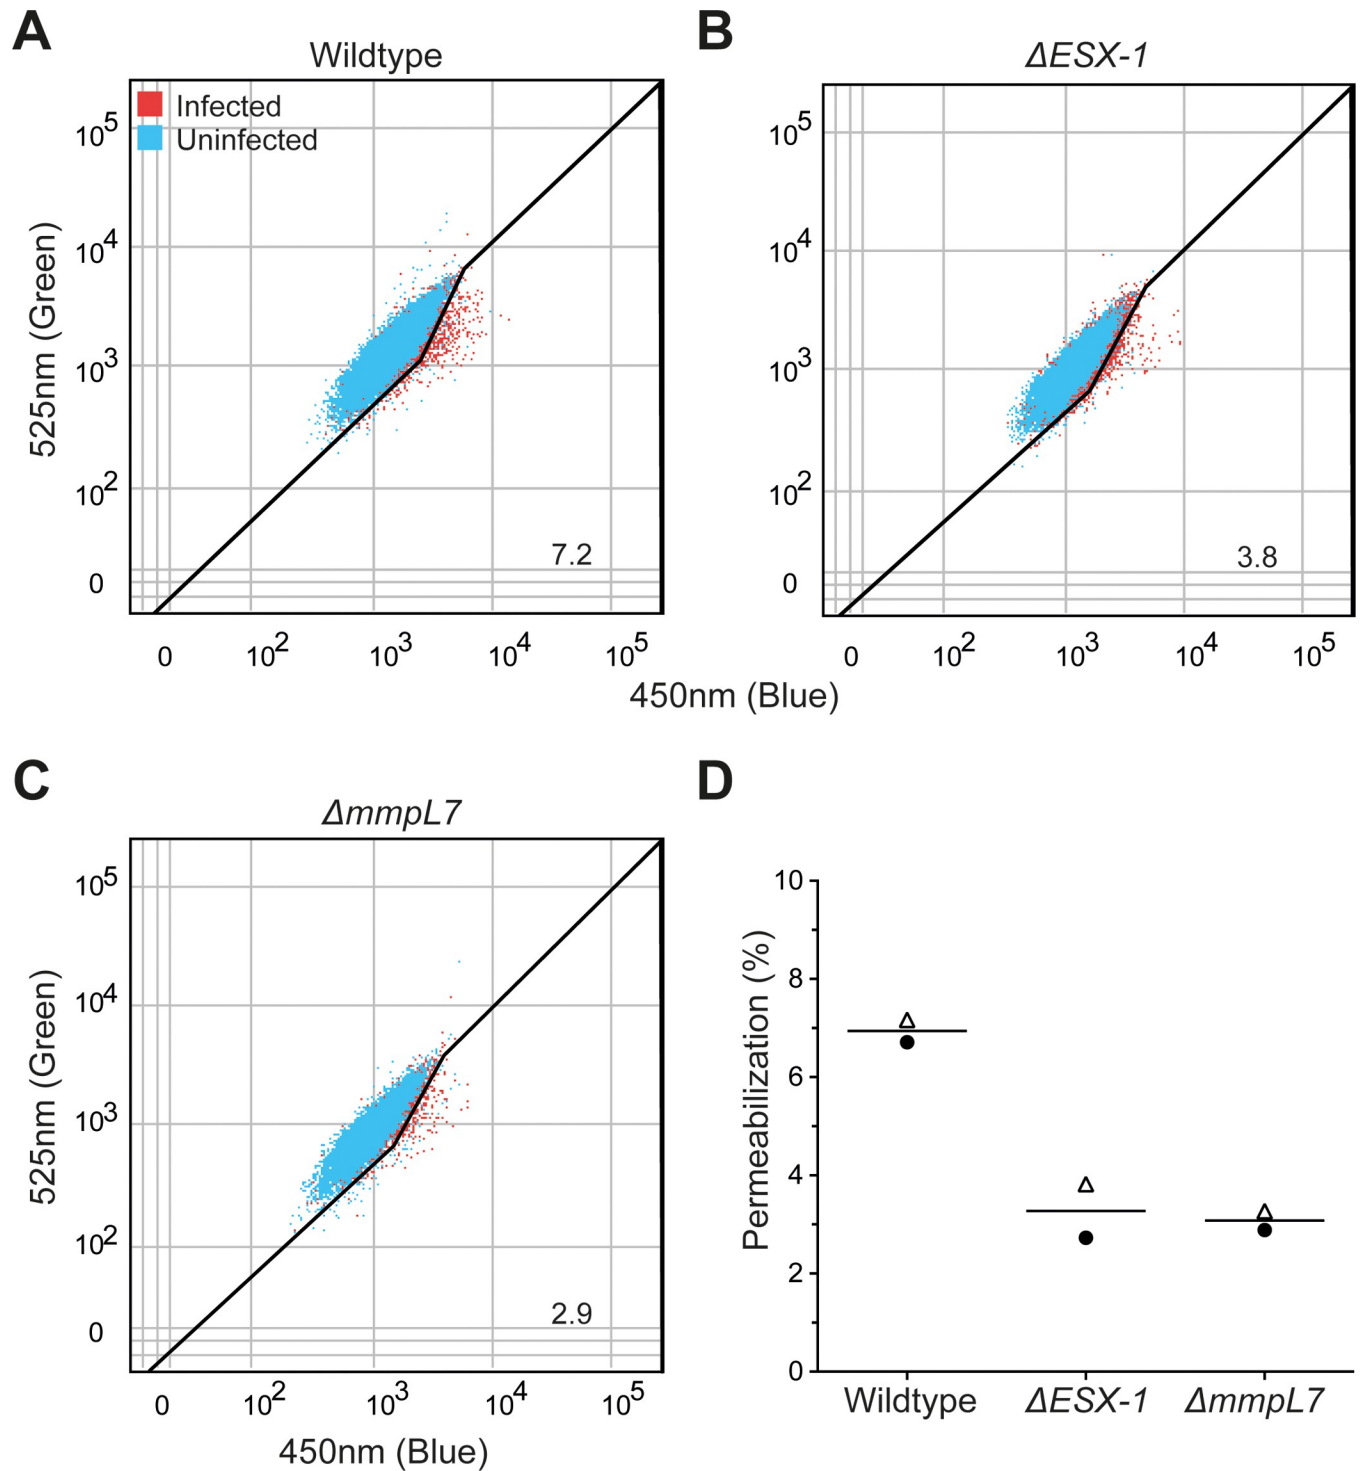 A
Wildtype
Infected
Uninfected
10⁵
10⁴
10³
10²
0
525nm (Green)
7.2
0 10² 10³ 10⁴ 10⁵
B
ΔESX-1
10⁵
10⁴
10³
10²
0
3.8
0 10² 10³ 10⁴ 10⁵
450nm (Blue)
C
ΔmmpL7
10⁵
10⁴
10³
10²
0
525nm (Green)
2.9
0 10² 10³ 10⁴ 10⁵
450nm (Blue)
D
Permeabilization (%)
10
8
6
4
2
0
Wildtype ΔESX-1 ΔmmpL7